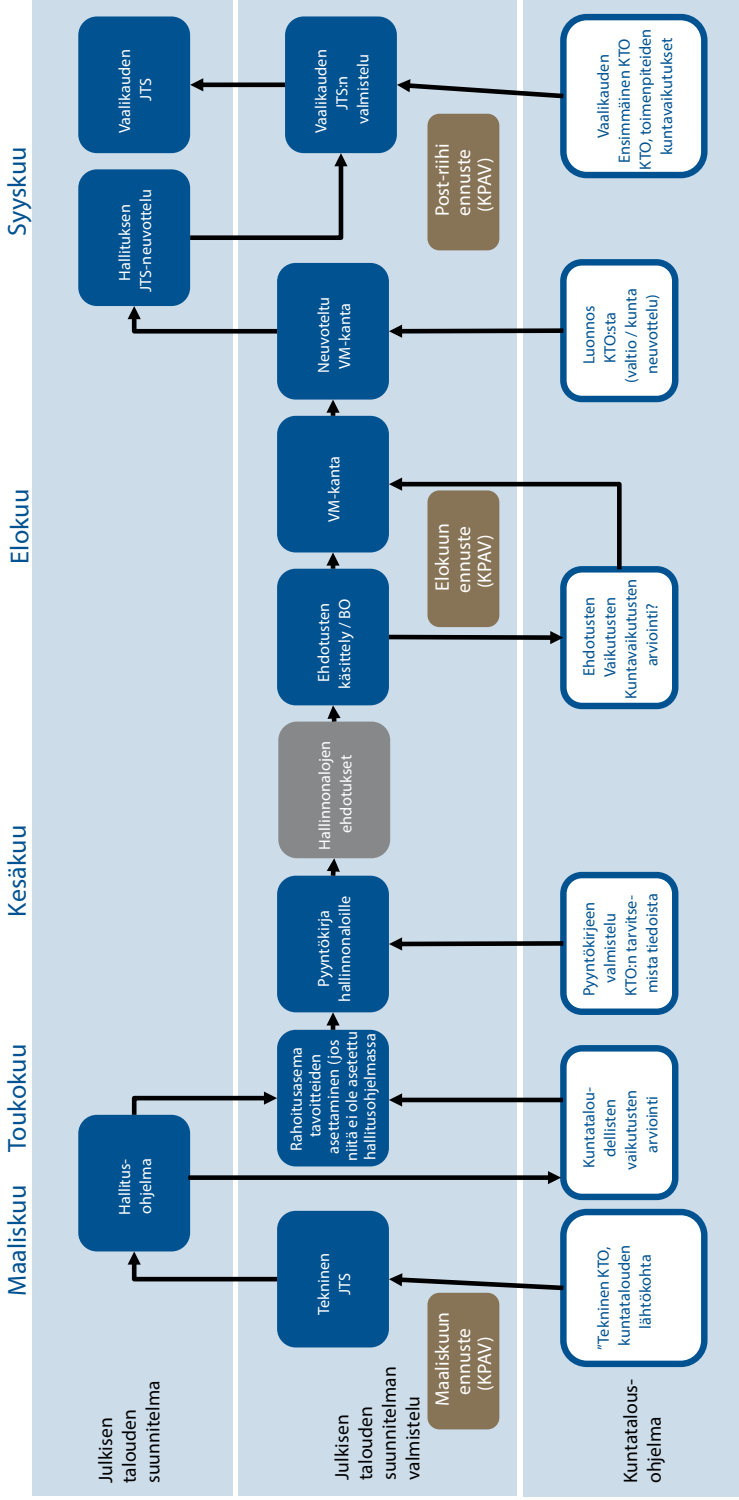 Maaliskuu
Toukokuu
Kesäkuu
Elokuu
Syyskuu
Julkisen
talouden
suunnitelma
Hallitus-
ohjelma
Hallituksen
JTS-neuvottelu
Vaalikauden
JTS
Julkisen
talouden
suunnitelman
valmistelu
Tekninen
JTS
Rahoitusasema
tavoitteiden
asettaminen (jos
niitä ei ole asetettu
hallitusohjelmassa
Pyyntökirja
hallinnonaloille
Hallinnonalojen
ehdotukset
Ehdotusten
käsittely / BO
VM-kanta
Neuvoteltu
VM-kanta
Vaalikauden
JTS:n
valmistelu
Maaliskuun
ennuste
(KPAV)
Elokuun
ennuste
(KPAV)
Post-riihi
ennuste
(KPAV)
Kuntatalous-
ohjelma
"Tekninen KTO,
kuntatalouden
lähtökohta
Kuntatalou-
dellisten
vaikutusten
arviointi
Pyyntökirjeen
valmistelu
KTO:n tarvitse-
mista tiedoista
Ehdotusten
Vaikutusten
Kuntavaikutusten
arviointi?
Luonnos
KTO:sta
(valtio / kunta
neuvottelu)
Vaalikauden
Ensimmäinen KTO
KTO, toimenpiteiden
kuntavaikutukset